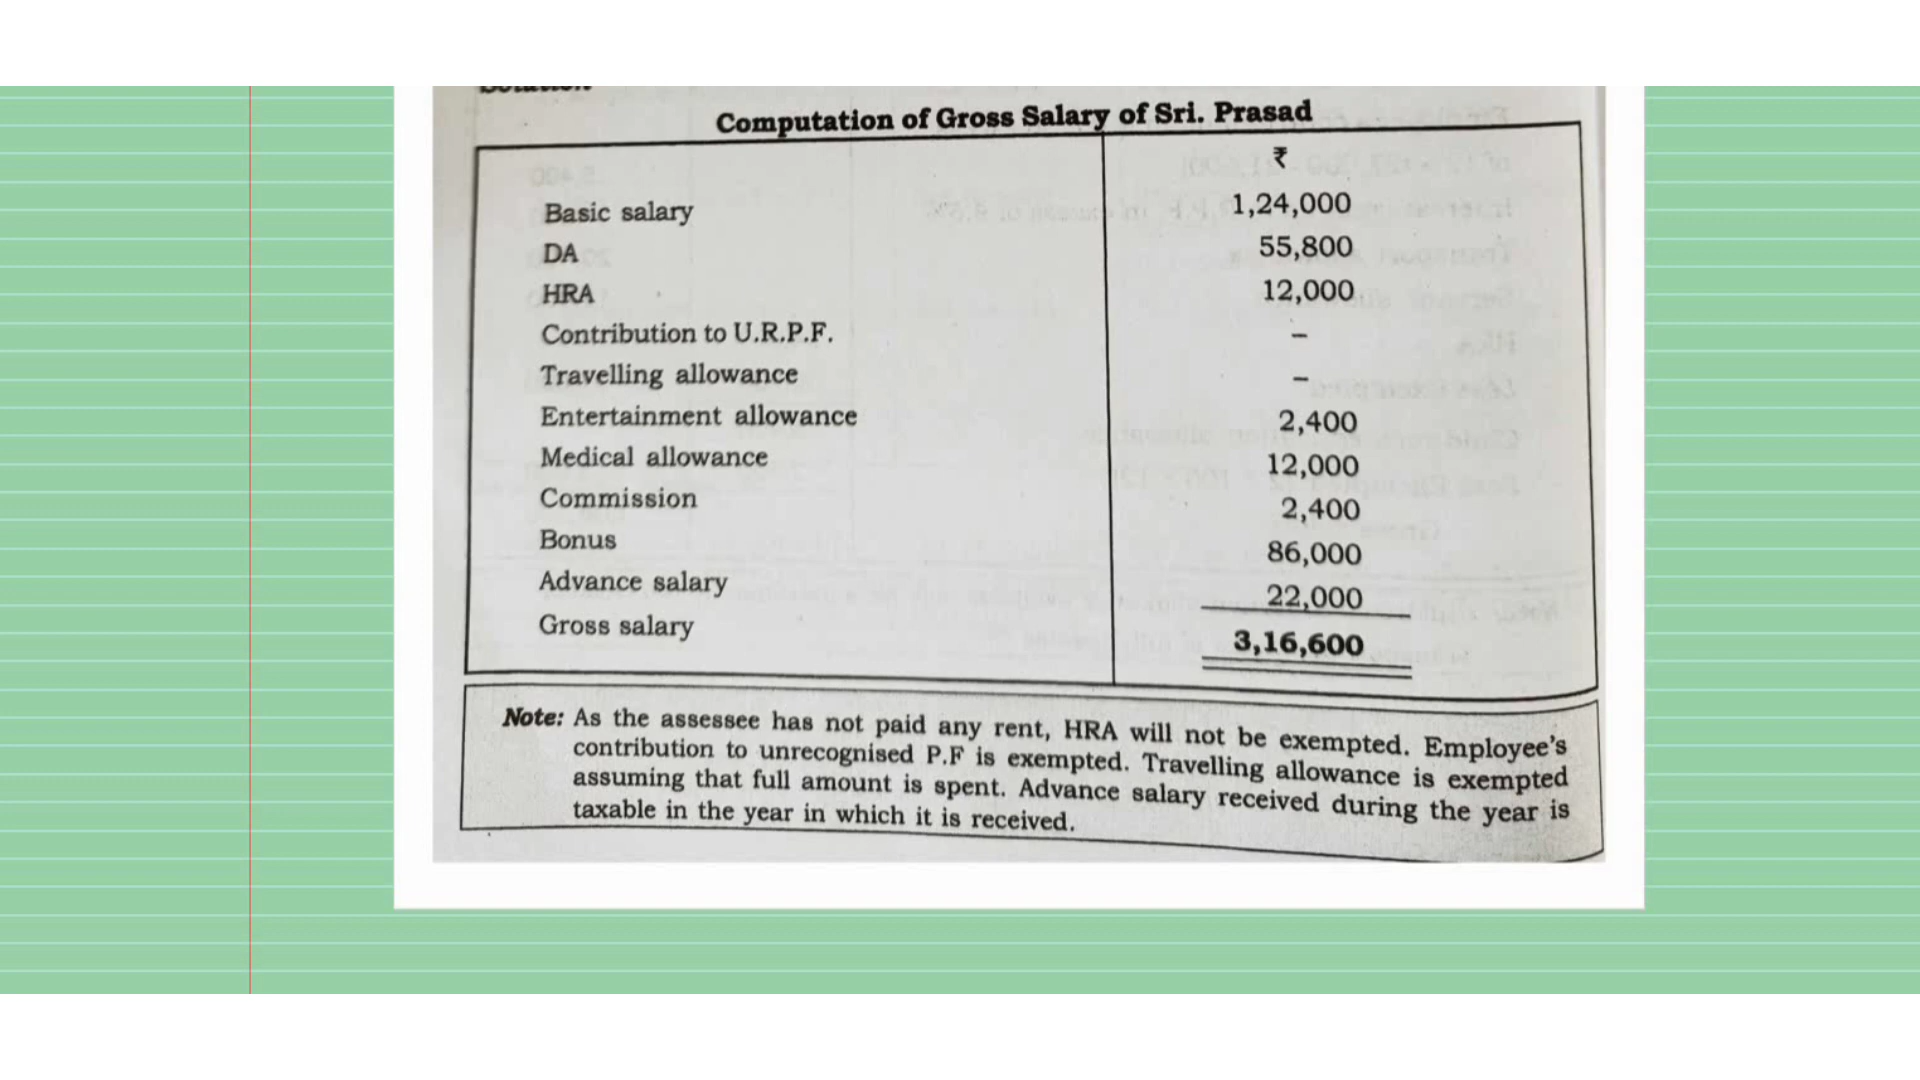 Computation of Gross Salary of Sri. Prasad
₹
Basic salary 1,24,000
DA 55,800
HRA 12,000
Contribution to U.R.P.F. –
Travelling allowance –
Entertainment allowance 2,400
Medical allowance 12,000
Commission 2,400
Bonus 86,000
Advance salary 22,000
Gross salary 3,16,600
Note: As the assessee has not paid any rent, HRA will not be exempted. Employee's
contribution to unrecognised P.F is exempted. Travelling allowance is exempted
assuming that full amount is spent. Advance salary received during the year is
taxable in the year in which it is received.